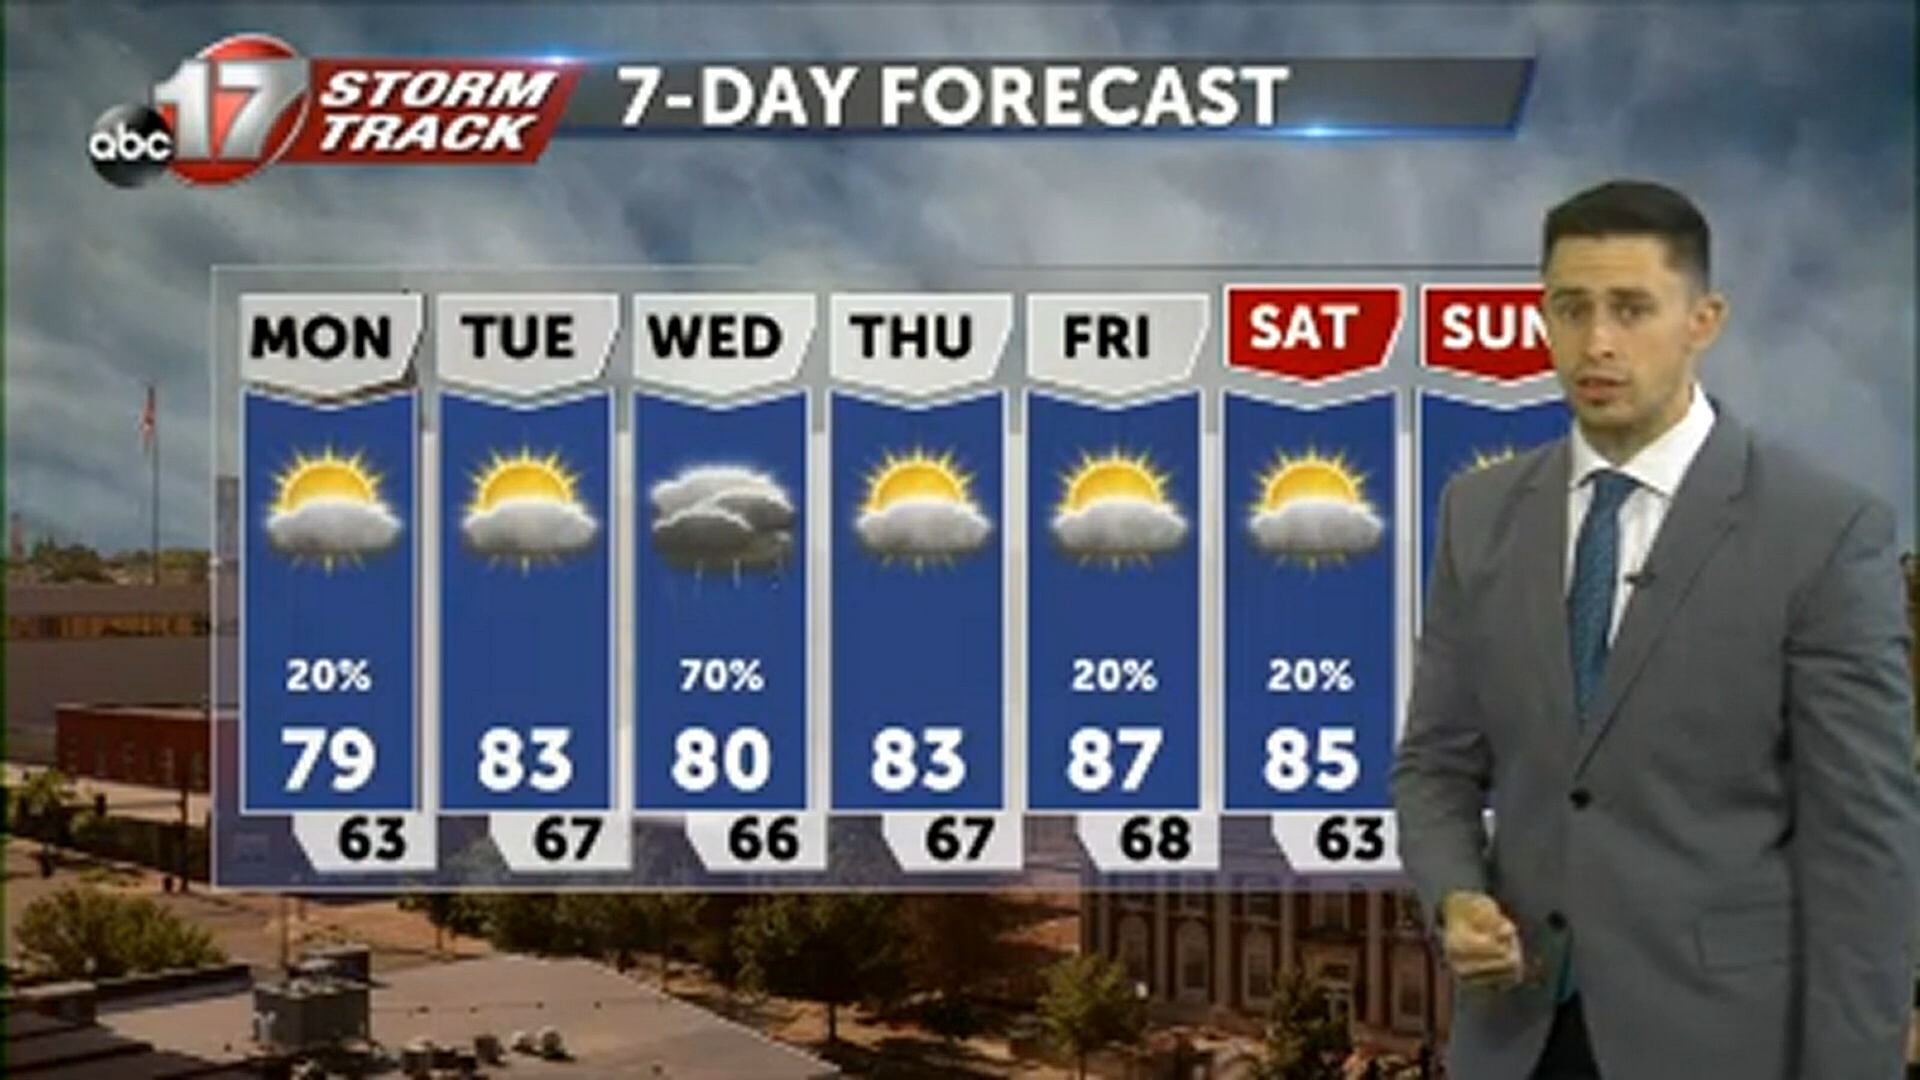 abc 17 STORM TRACK
7-DAY FORECAST
MON TUE WED THU FRI SAT SUN
20% 70% 20% 20%
79 83 80 83 87 85
63 67 66 67 68 63